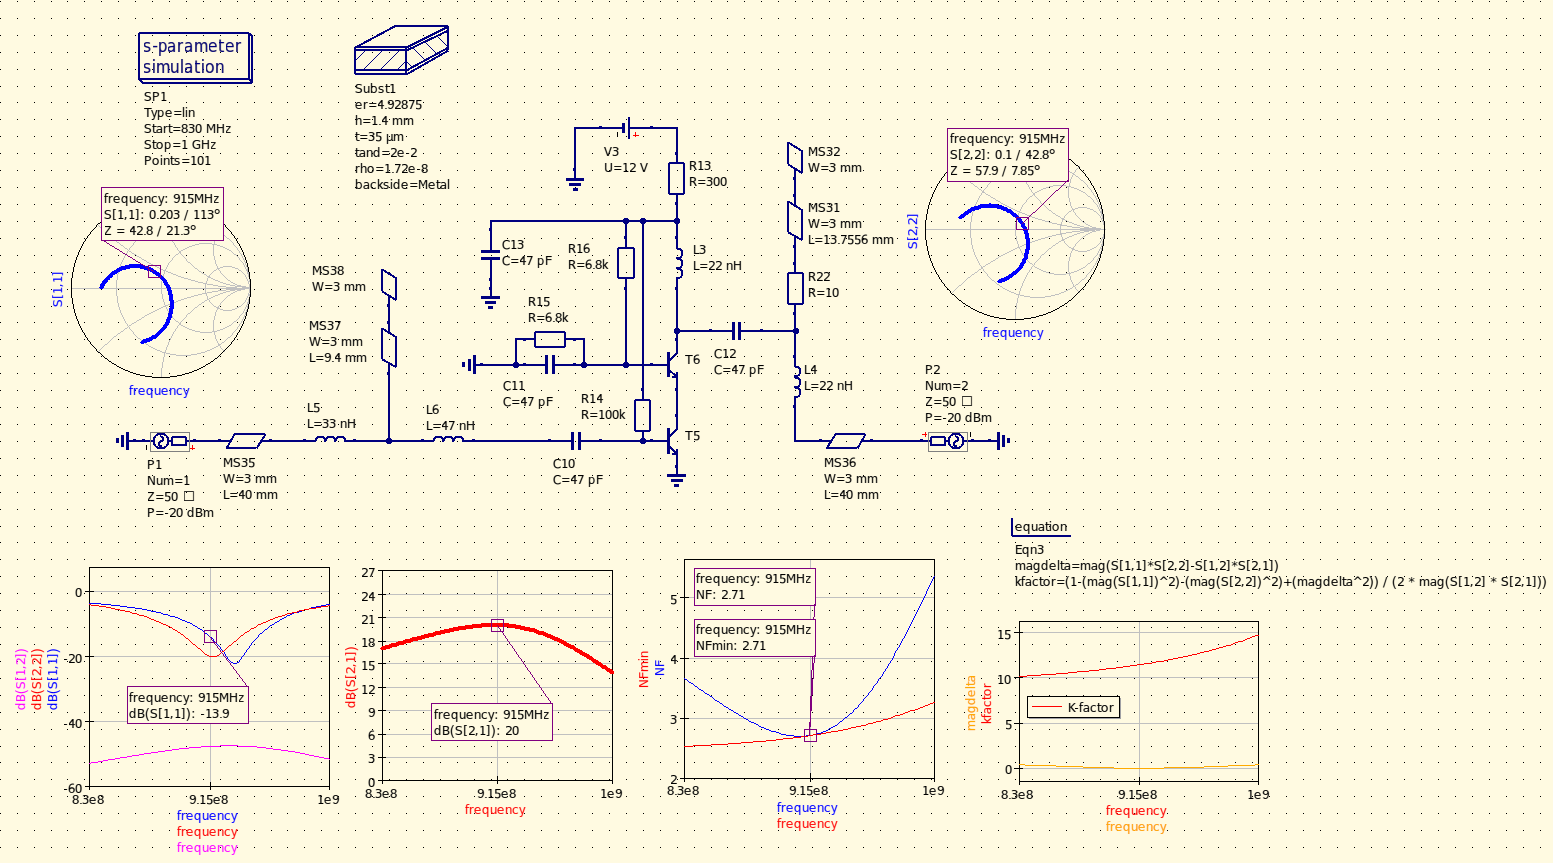 s-parameter
simulation
SP1
Type=lin
Start=830 MHz
Stop=1 GHz
Points=101
Subst1
er=4.92875
h=1.4 mm
t=35 µm
tand=2e-2
rho=1.72e-8
backside=Metal
V3
U=12 V
R13
R=300
MS32
W=3 mm
MS31
W=3 mm
L=13.7556 mm
R22
R=10
frequency: 915MHz
S[2,2]: 0.1 / 42.8°
Z = 57.9 / 7.85°
S[2,2]
frequency
frequency: 915MHz
S[1,1]: 0.203 / 113°
Z = 42.8 / 21.3°
S[1,1]
frequency
C13
C=47 pF
R16
R=6.8k
L3
L=22 nH
MS38
W=3 mm
MS37
W=3 mm
L=9.4 mm
R15
R=6.8k
C11
C=47 pF
T6
C12
C=47 pF
L4
L=22 nH
R14
R=100k
T5
L5
L=33 nH
L6
L=47 nH
C10
C=47 pF
P1
Num=1
Z=50 □
P=-20 dBm
MS35
W=3 mm
L=40 mm
MS36
W=3 mm
L=40 mm
P2
Num=2
Z=50 □
P=-20 dBm
equation
Eqn3
magdelta=mag(S[1,1]*S[2,2]-S[1,2]*S[2,1])
kfactor=(1-(mag(S[1,1])^2)-(mag(S[2,2])^2)+(magdelta^2)) / (2 * mag(S[1,2] * S[2,1]))
dB(S[1,2])
dB(S[2,2])
dB(S[1,1])
0
-20
-40
-60
8.3e8
9.15e8
1e9
frequency: 915MHz
dB(S[1,1]): -13.9
frequency
frequency
frequency
dB(S[2,1])
27
24
21
18
15
12
9
6
3
0
8.3e8
9.15e8
1e9
frequency: 915MHz
dB(S[2,1]): 20
frequency
NFmin
NF
5
4
3
2
8.3e8
9.15e8
1e9
frequency: 915MHz
NF: 2.71
frequency: 915MHz
NFmin: 2.71
frequency
frequency
magdelta
kfactor
15
10
5
0
8.3e8
9.15e8
1e9
K-factor
frequency
frequency